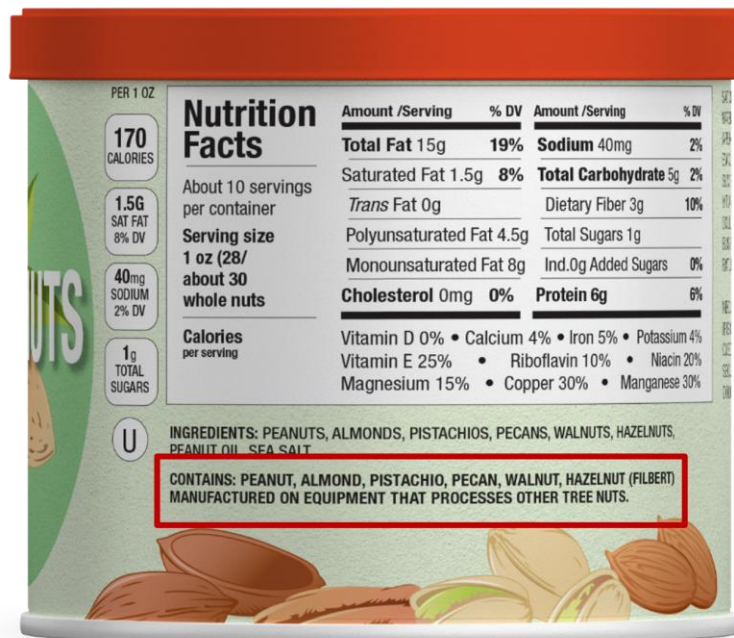 PER 1 OZ
170
CALORIES
1.5G
SAT FAT
8% DV
40mg
SODIUM
2% DV
1g
TOTAL
SUGARS
U
UTS
Nutrition
Facts
About 10 servings
per container
Serving size
1 oz (28/
about 30
whole nuts
Calories
per serving
Amount /Serving % DV
Total Fat 15g 19%
Saturated Fat 1.5g 8%
Trans Fat 0g
Polyunsaturated Fat 4.5g
Monounsaturated Fat 8g
Cholesterol 0mg 0%
Amount /Serving % DV
Sodium 40mg 2%
Total Carbohydrate 5g 2%
Dietary Fiber 3g 10%
Total Sugars 1g
Ind.0g Added Sugars 0%
Protein 6g 6%
Vitamin D 0% • Calcium 4% • Iron 5% • Potassium 4%
Vitamin E 25% • Riboflavin 10% • Niacin 20%
Magnesium 15% • Copper 30% • Manganese 30%
INGREDIENTS: PEANUTS, ALMONDS, PISTACHIOS, PECANS, WALNUTS, HAZELNUTS,
PEANUT OIL, SEA SALT
CONTAINS: PEANUT, ALMOND, PISTACHIO, PECAN, WALNUT, HAZELNUT (FILBERT)
MANUFACTURED ON EQUIPMENT THAT PROCESSES OTHER TREE NUTS.